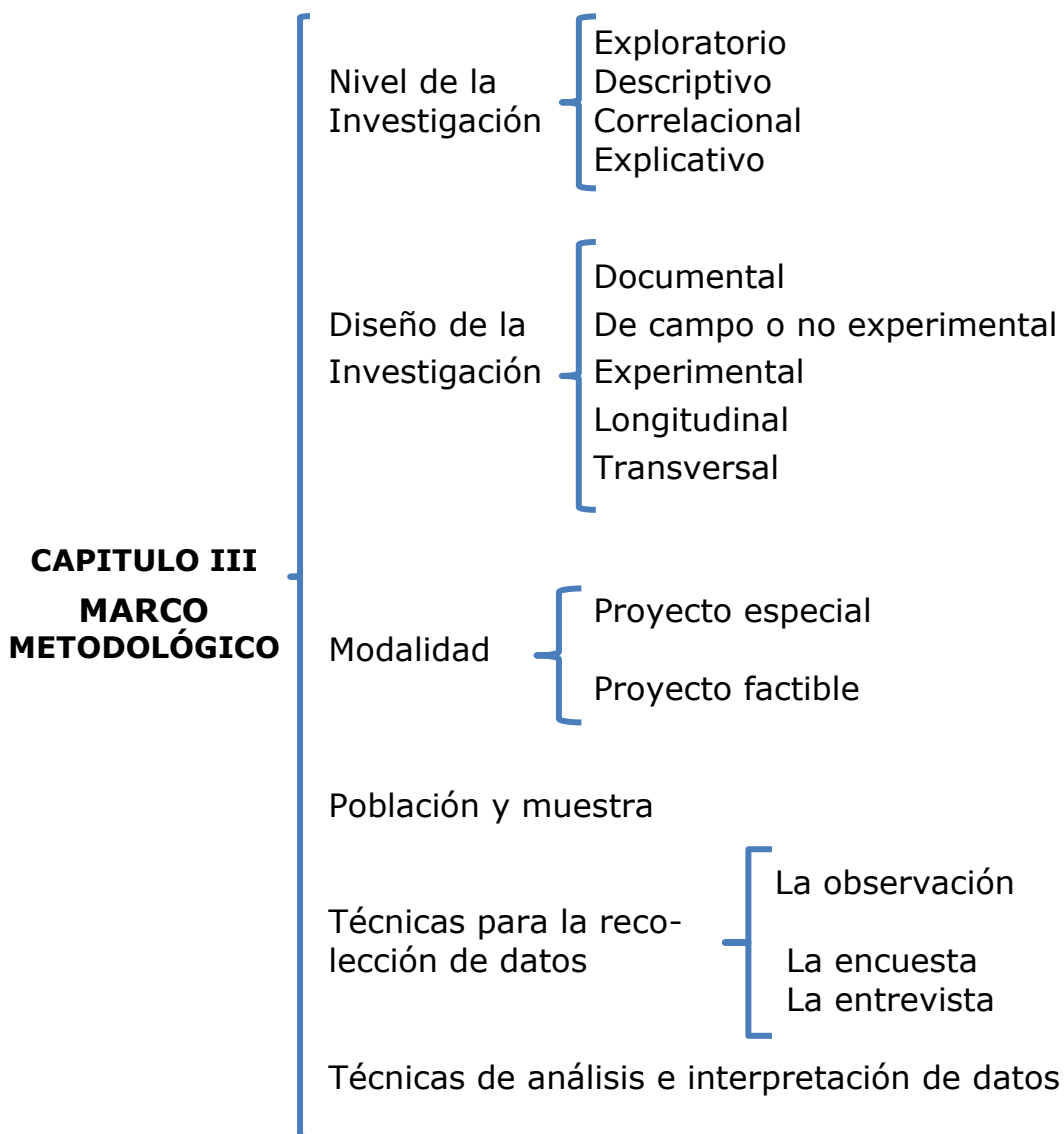 CAPITULO III
MARCO
METODOLÓGICO
Nivel de la
Investigación
Exploratorio
Descriptivo
Correlacional
Explicativo
Diseño de la
Investigación
Documental
De campo o no experimental
Experimental
Longitudinal
Transversal
Modalidad
Proyecto especial
Proyecto factible
Población y muestra
Técnicas para la reco-
lección de datos
La observación
La encuesta
La entrevista
Técnicas de análisis e interpretación de datos